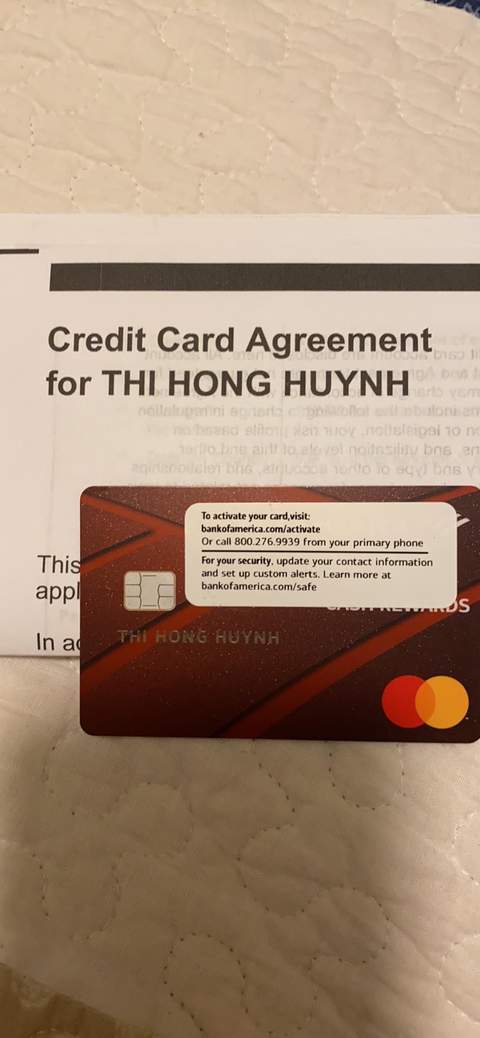 Credit Card Agreement
for THI HONG HUYNH
To activate your card,visit:
bankofamerica.com/activate
Or call 800.276.9939 from your primary phone
For your security, update your contact information
and set up custom alerts. Learn more at
bankofamerica.com/safe
CASH REWARDS
This
appl
In ac
THI HONG HUYNH